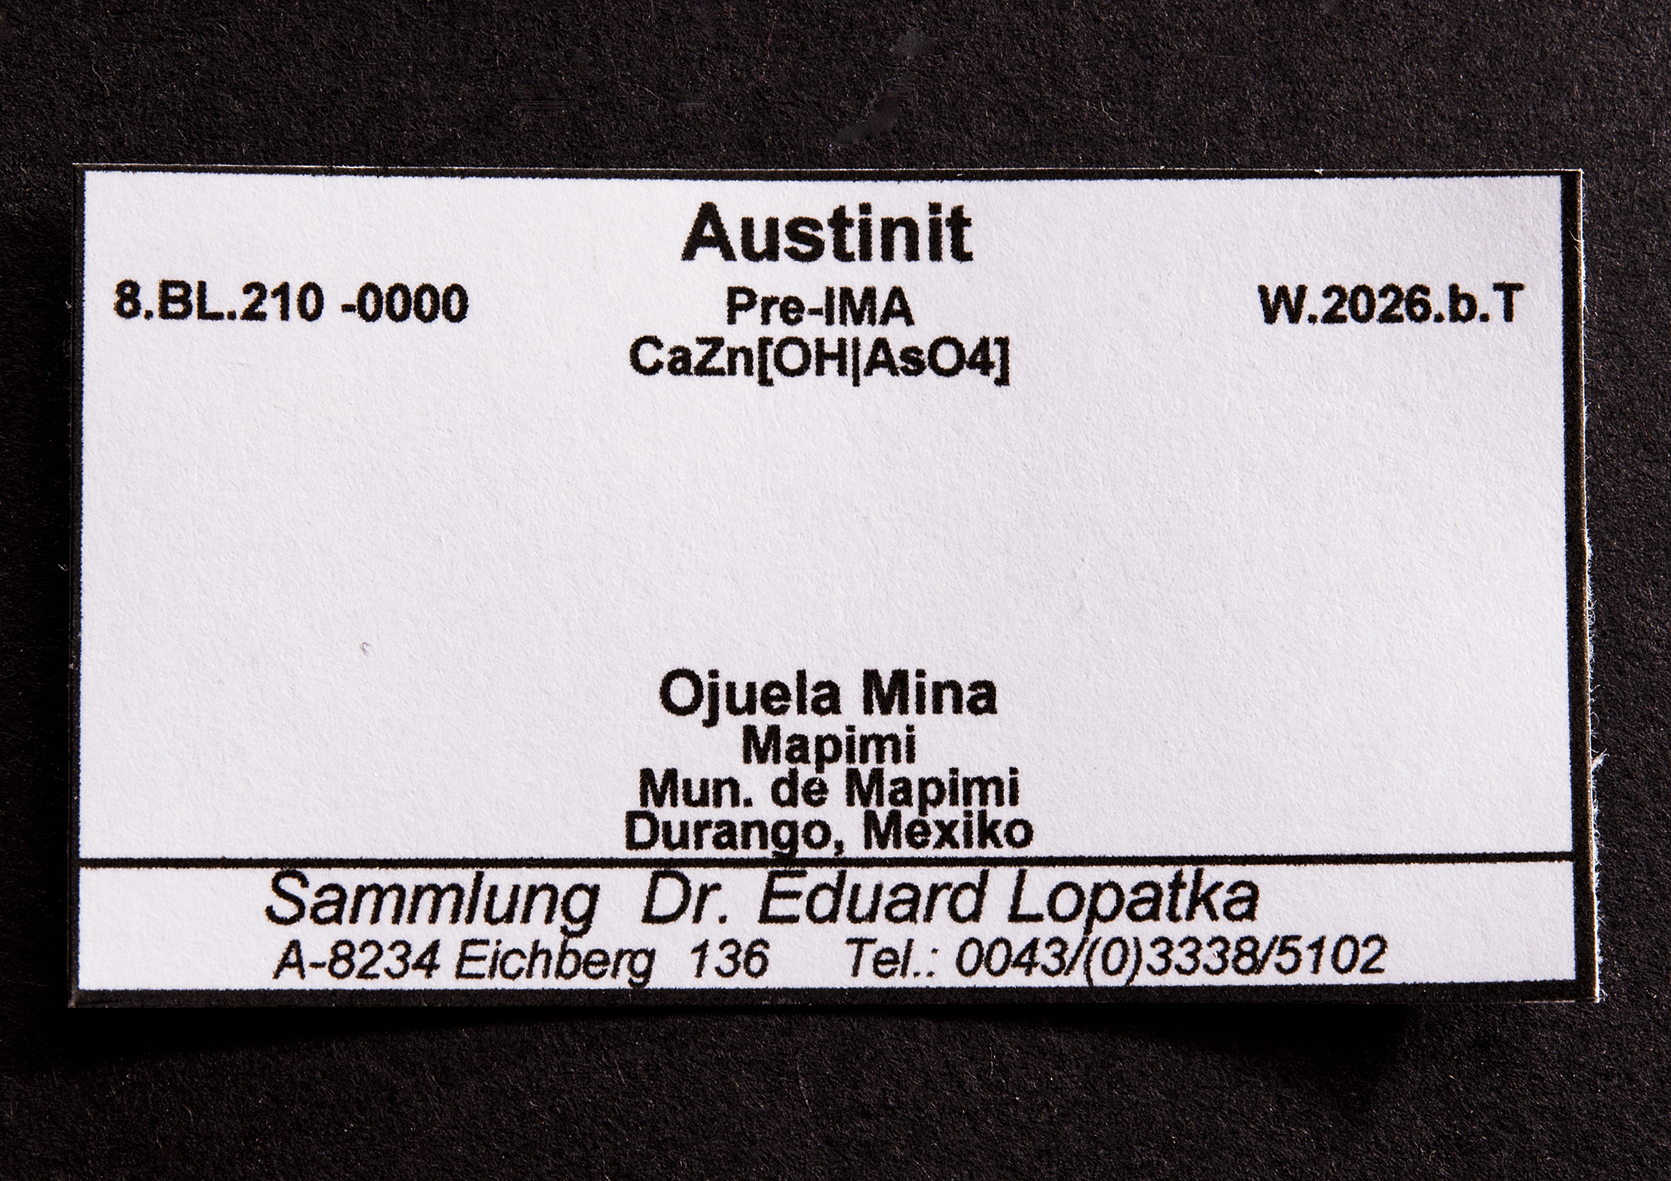 Austinit
8.BL.210 -0000 Pre-IMA W.2026.b.T
CaZn[OH|AsO4]
Ojuela Mina
Mapimi
Mun. de Mapimi
Durango, Mexiko
Sammlung Dr. Eduard Lopatka
A-8234 Eichberg 136 Tel.: 0043/(0)3338/5102